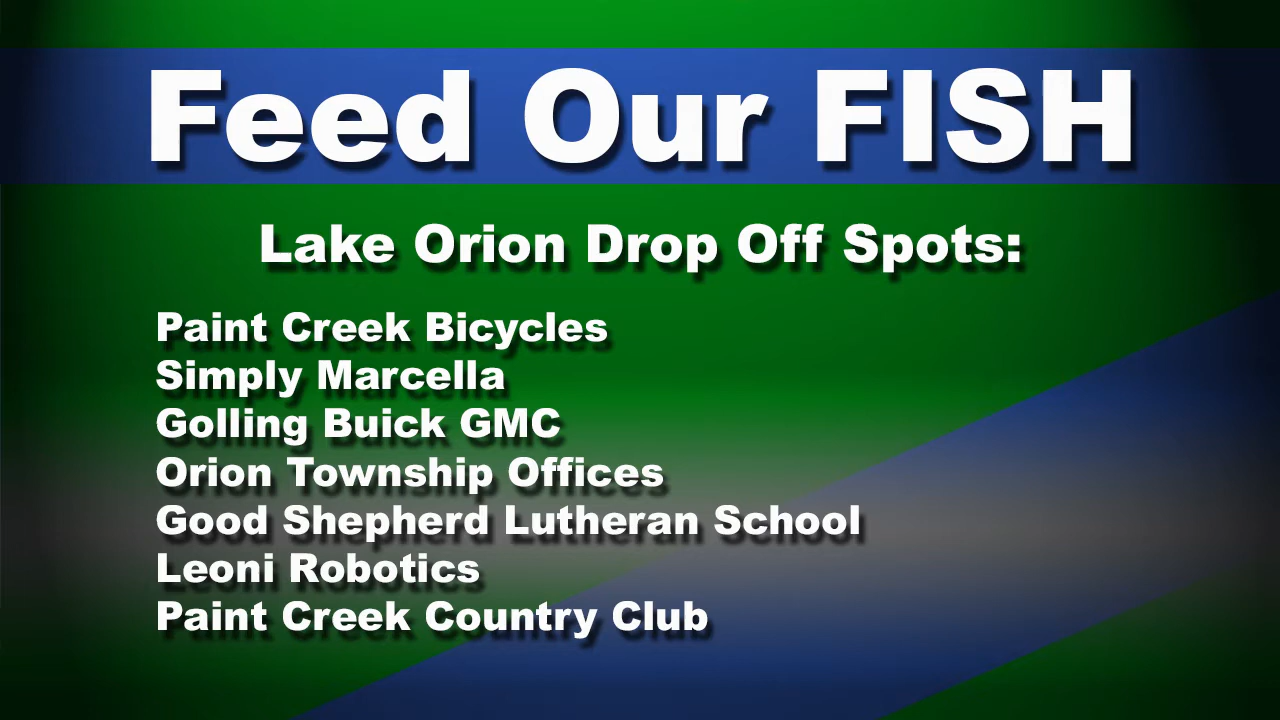 Feed Our FISH
Lake Orion Drop Off Spots:
Paint Creek Bicycles
Simply Marcella
Golling Buick GMC
Orion Township Offices
Good Shepherd Lutheran School
Leoni Robotics
Paint Creek Country Club